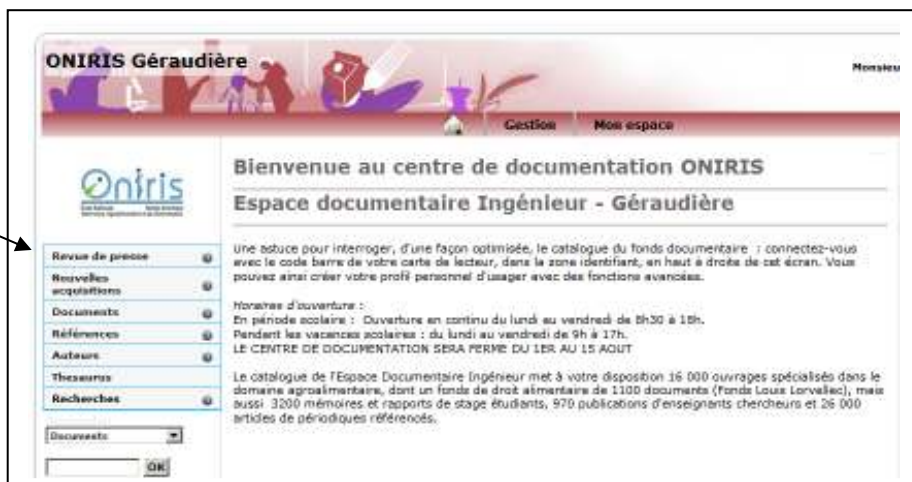 ONIRIS Géraudière
Monsieu
Gestion Mon espace
Oniris
Bienvenue au centre de documentation ONIRIS
Espace documentaire Ingénieur - Géraudière
Revue de presse
Nouvelles
acquisitions
Documents
Références
Auteurs
Thesaurus
Recherches
Documents
OK
Une astuce pour interroger, d'une façon optimisée, le catalogue du fonds documentaire : connectez-vous
avec le code barre de votre carte de lecteur, dans la zone identifiant, en haut à droite de cet écran. Vous
pouvez ainsi créer votre profil personnel d'usager avec des fonctions avancées.
Horaires d'ouverture :
En période scolaire : Ouverture en continu du lundi au vendredi de 8h30 à 18h.
Pendant les vacances scolaires : du lundi au vendredi de 9h à 17h.
LE CENTRE DE DOCUMENTATION SERA FERME DU 1ER AU 15 AOUT
Le catalogue de l'Espace Documentaire Ingénieur met à votre disposition 16 000 ouvrages spécialisés dans le
domaine agroalimentaire, dont un fonds de droit alimentaire de 1100 documents (Fonds Louis Lorvellec), mais
aussi 3200 mémoires et rapports de stage étudiants, 970 publications d'enseignants chercheurs et 26 000
articles de périodiques référencés.